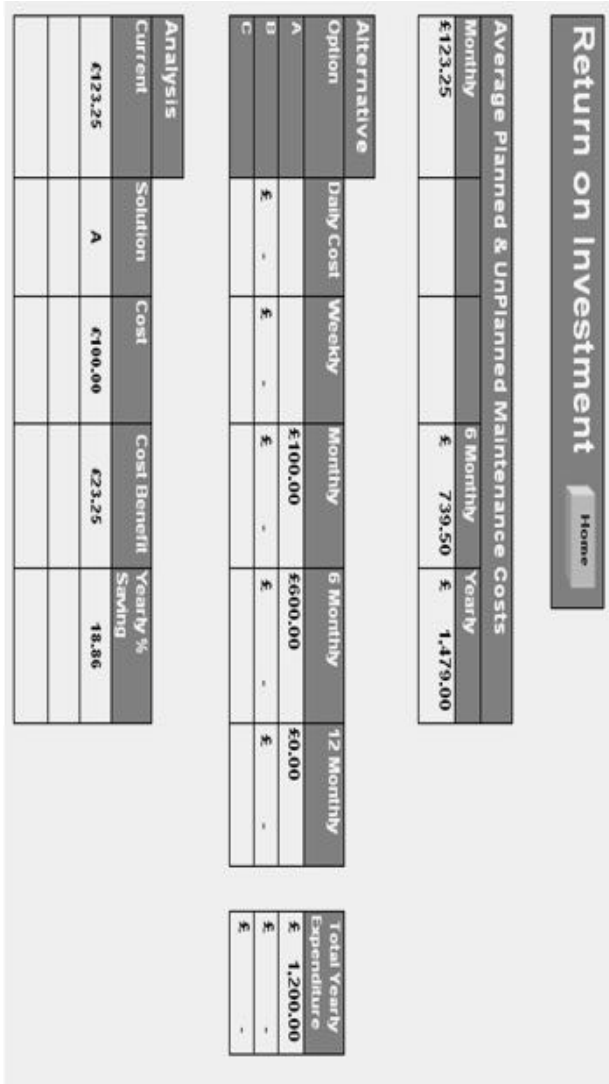 Return on Investment
Home
Average Planned & UnPlanned Maintenance Costs
Monthly 6 Monthly Yearly
£123.25 £ 739.50 £ 1,479.00
Alternative
Option Daily Cost Weekly Monthly 6 Monthly 12 Monthly Total Yearly
Expenditure
A £100.00 £600.00 £0.00 £ 1,200.00
B £ - £ - £ - £ - £ - £ -
C £ -
Analysis
Current Solution Cost Cost Benefit Yearly %
Saving
£123.25 A £100.00 £23.25 18.86